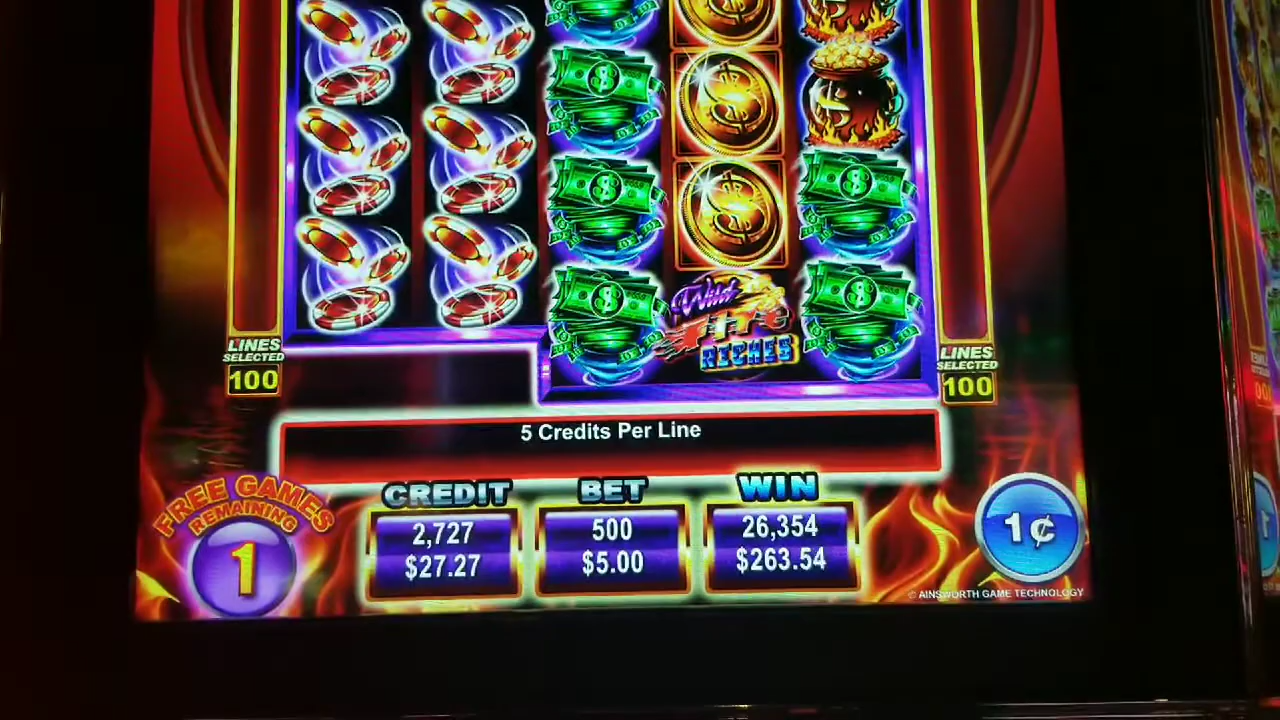 Wild
Fire
RICHES
LINES
SELECTED
100
LINES
SELECTED
100
5 Credits Per Line
FREE GAMES
REMAINING
1
CREDIT
2,727
$27.27
BET
500
$5.00
WIN
26,354
$263.54
1¢
© AINSWORTH GAME TECHNOLOGY